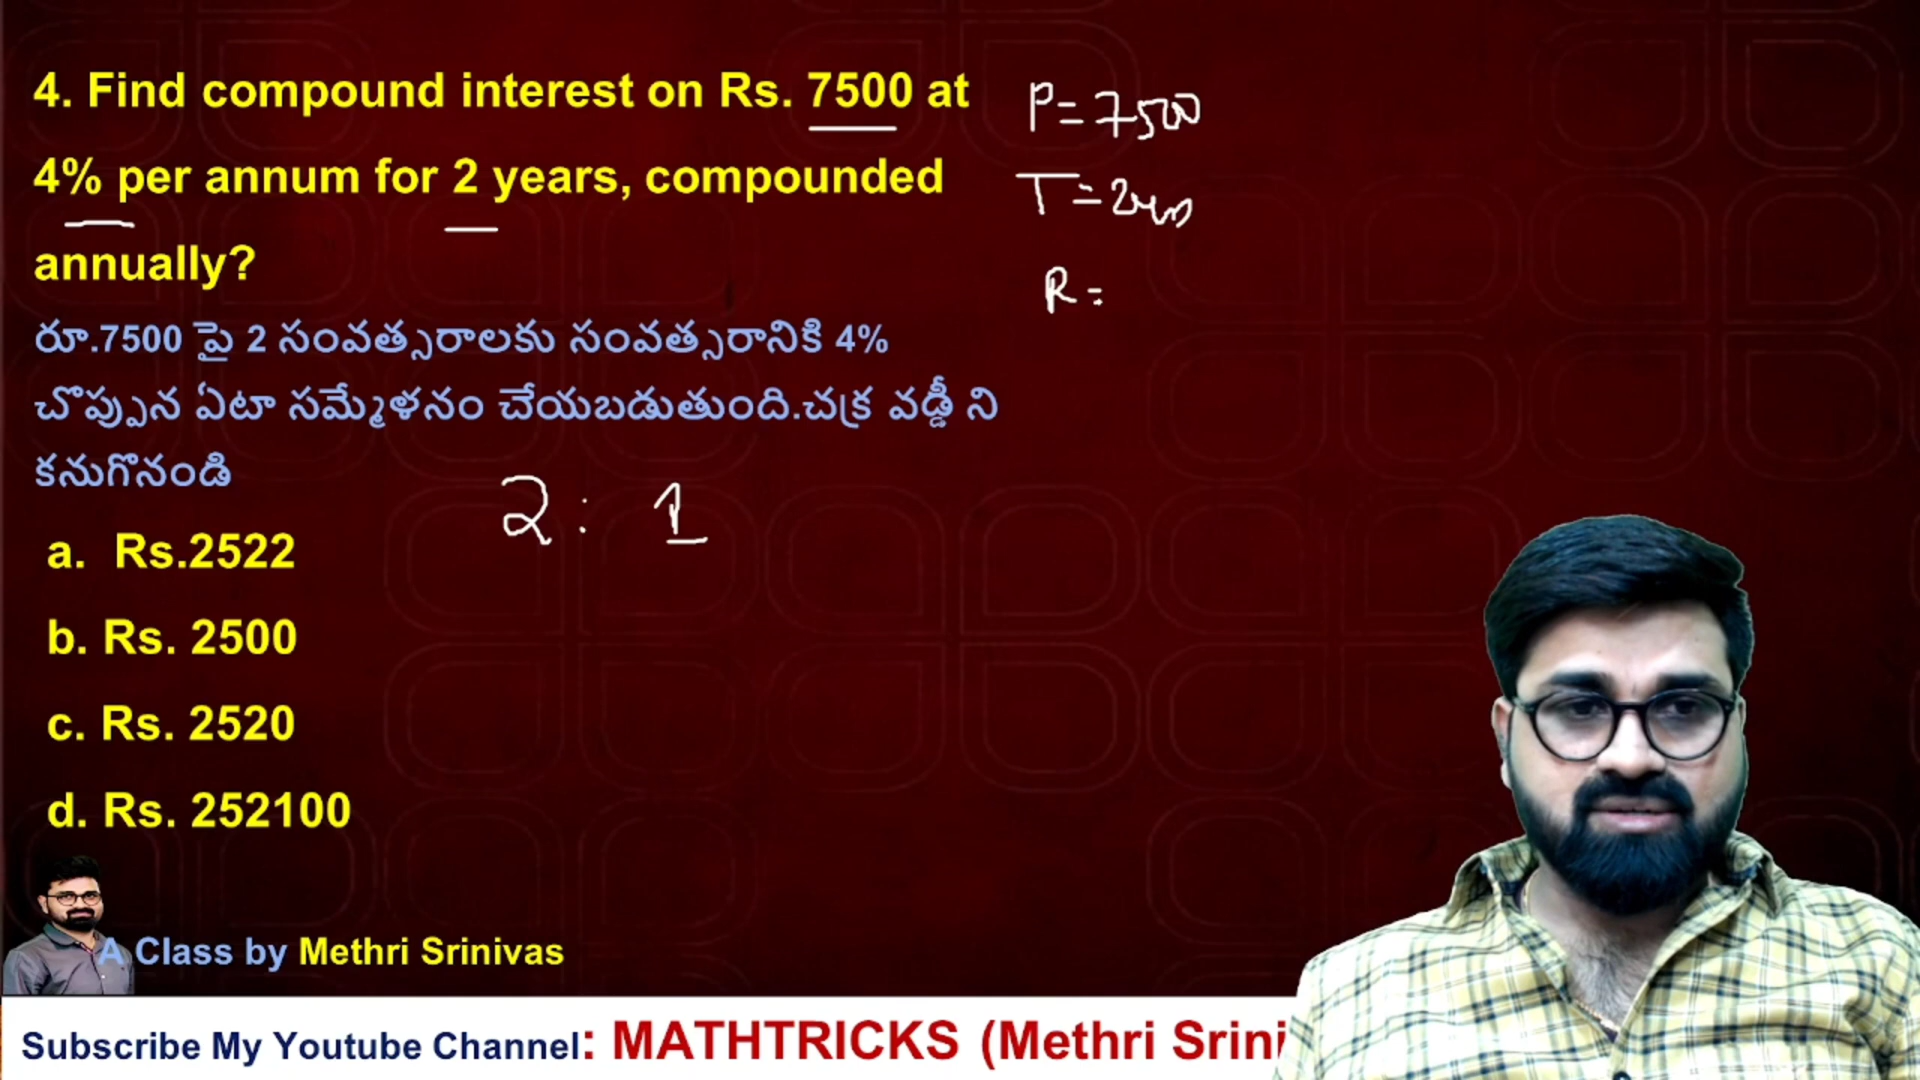 4. Find compound interest on Rs. 7500 at
4% per annum for 2 years, compounded
annually?
రూ.7500 పై 2 సంవత్సరాలకు సంవత్సరానికి 4%
చొప్పున ఏటా సమ్మేళనం చేయబడుతుంది.చక్ర వడ్డీ ని
కనుగొనండి
a. Rs.2522
b. Rs. 2500
c. Rs. 2520
d. Rs. 252100
P=7500
T=2
R=
2: 1
A Class by Methri Srinivas
Subscribe My Youtube Channel: MATHTRICKS (Methri Srini